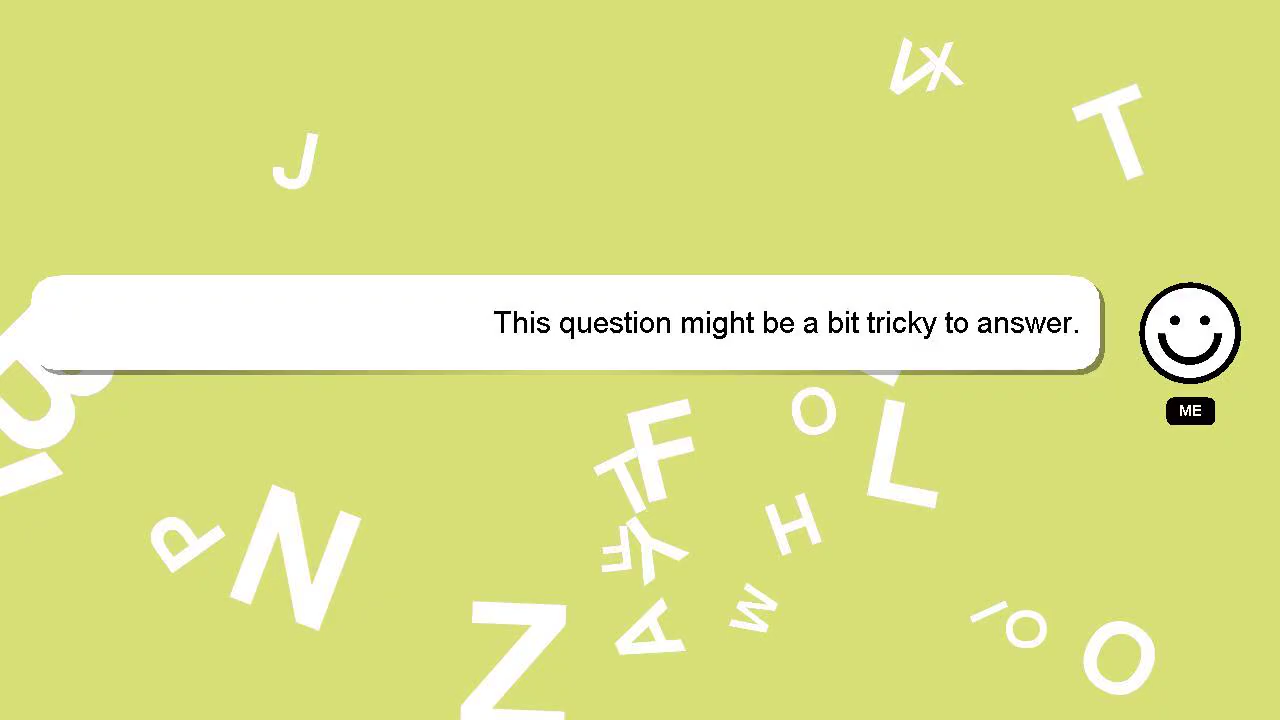 V X
T
J
This question might be a bit tricky to answer.
ME
B
L
O
F
T
L
P
N
H
F
Y
Z
A
M
I
O
O